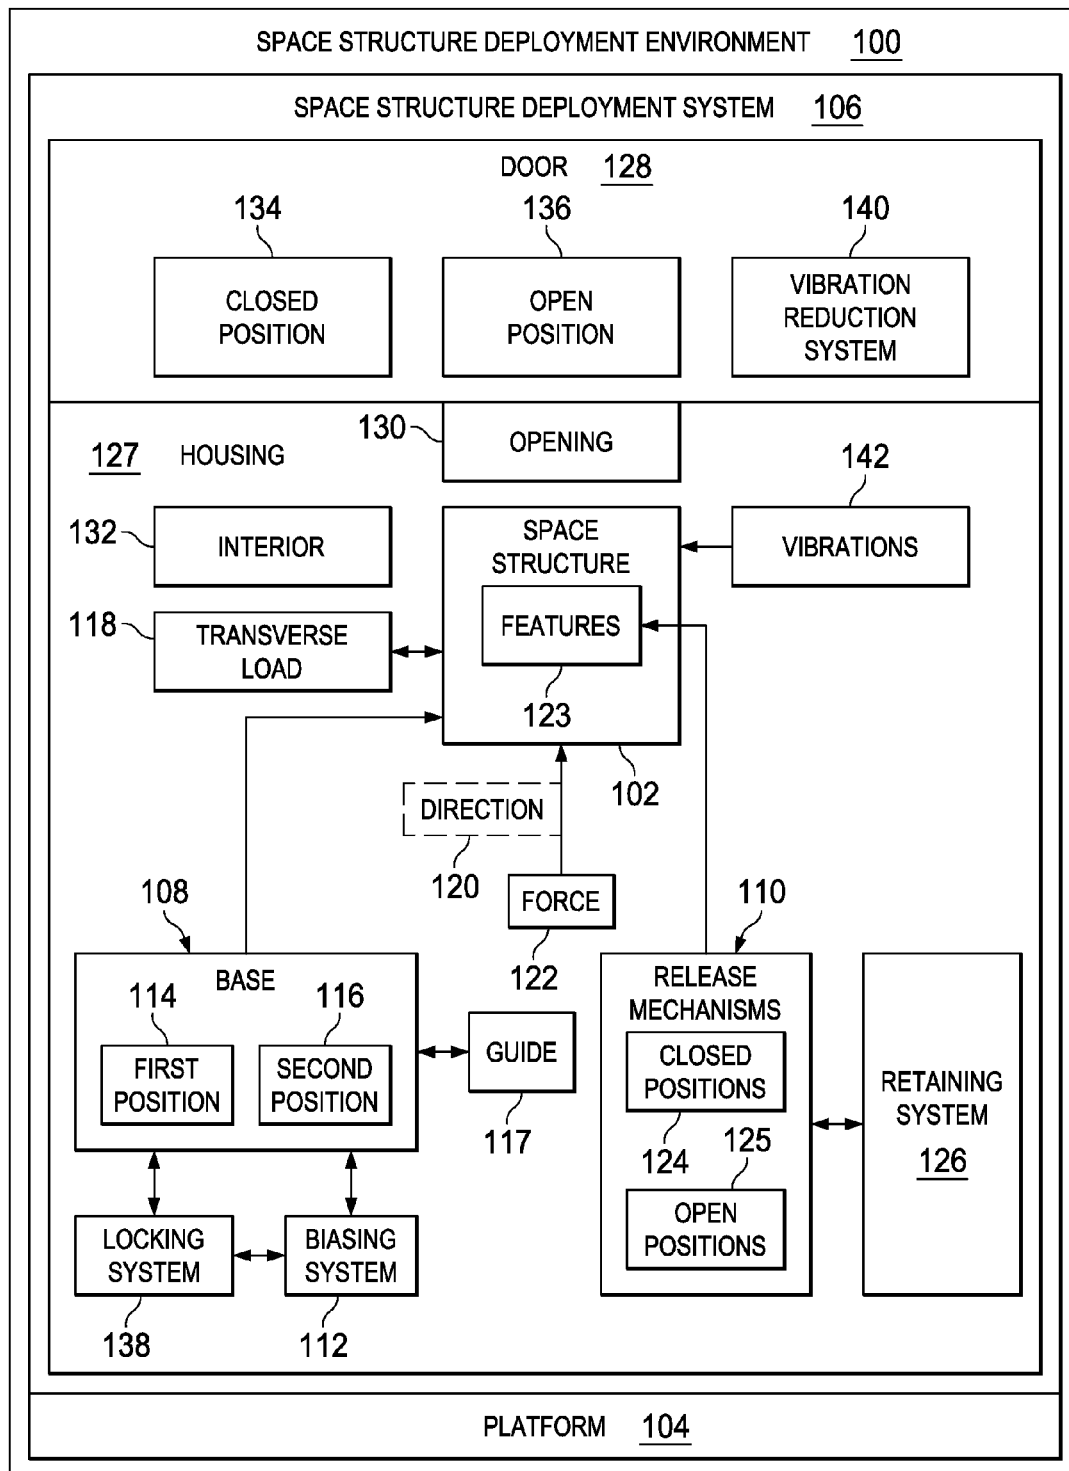 SPACE STRUCTURE DEPLOYMENT ENVIRONMENT 100
SPACE STRUCTURE DEPLOYMENT SYSTEM 106
DOOR 128
134
136
140
CLOSED
POSITION
OPEN
POSITION
VIBRATION
REDUCTION
SYSTEM
127 HOUSING
130
OPENING
142
132
INTERIOR
SPACE
STRUCTURE
VIBRATIONS
118
TRANSVERSE
LOAD
FEATURES
123
102
DIRECTION
120
FORCE
122
108
110
BASE
114
116
FIRST
POSITION
SECOND
POSITION
GUIDE
117
RELEASE
MECHANISMS
CLOSED
POSITIONS
124
125
OPEN
POSITIONS
RETAINING
SYSTEM
126
LOCKING
SYSTEM
BIASING
SYSTEM
138
112
PLATFORM 104